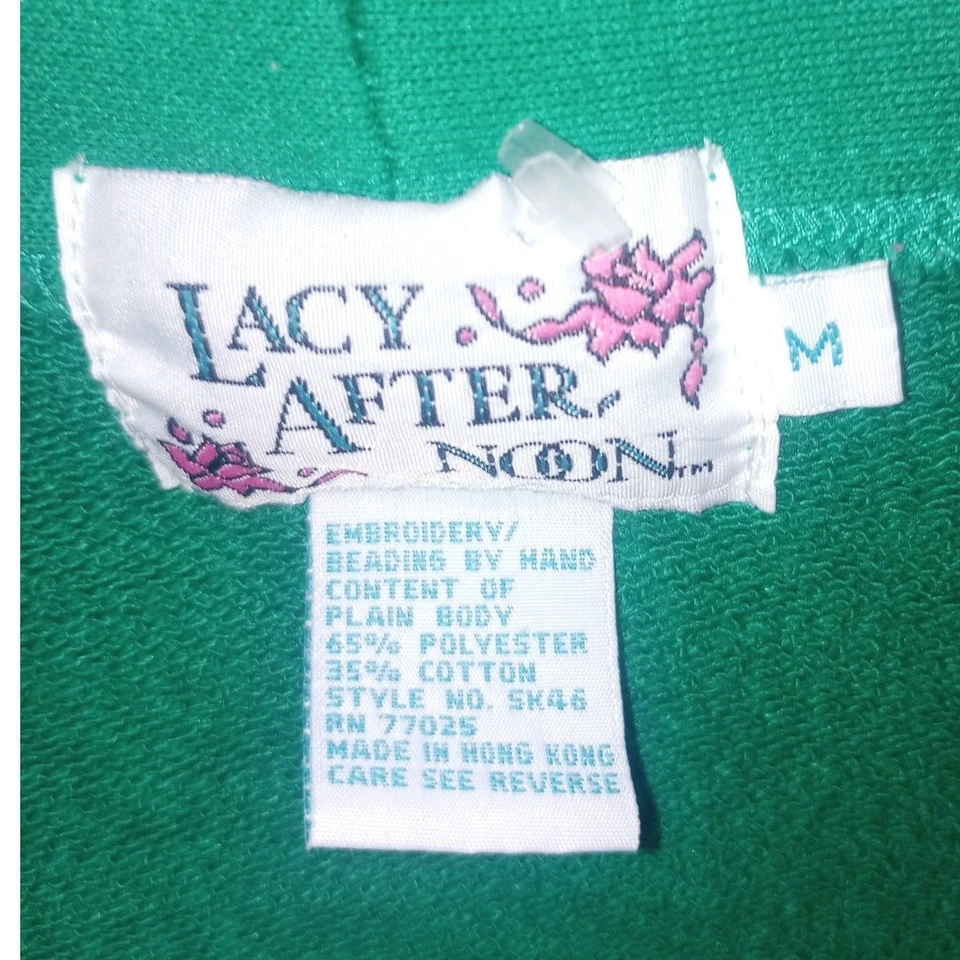 LACY
AFTER
NOON™
M
EMBROIDERY/
BEADING BY HAND
CONTENT OF
PLAIN BODY
65% POLYESTER
35% COTTON
STYLE NO. SK46
RN 77025
MADE IN HONG KONG
CARE SEE REVERSE